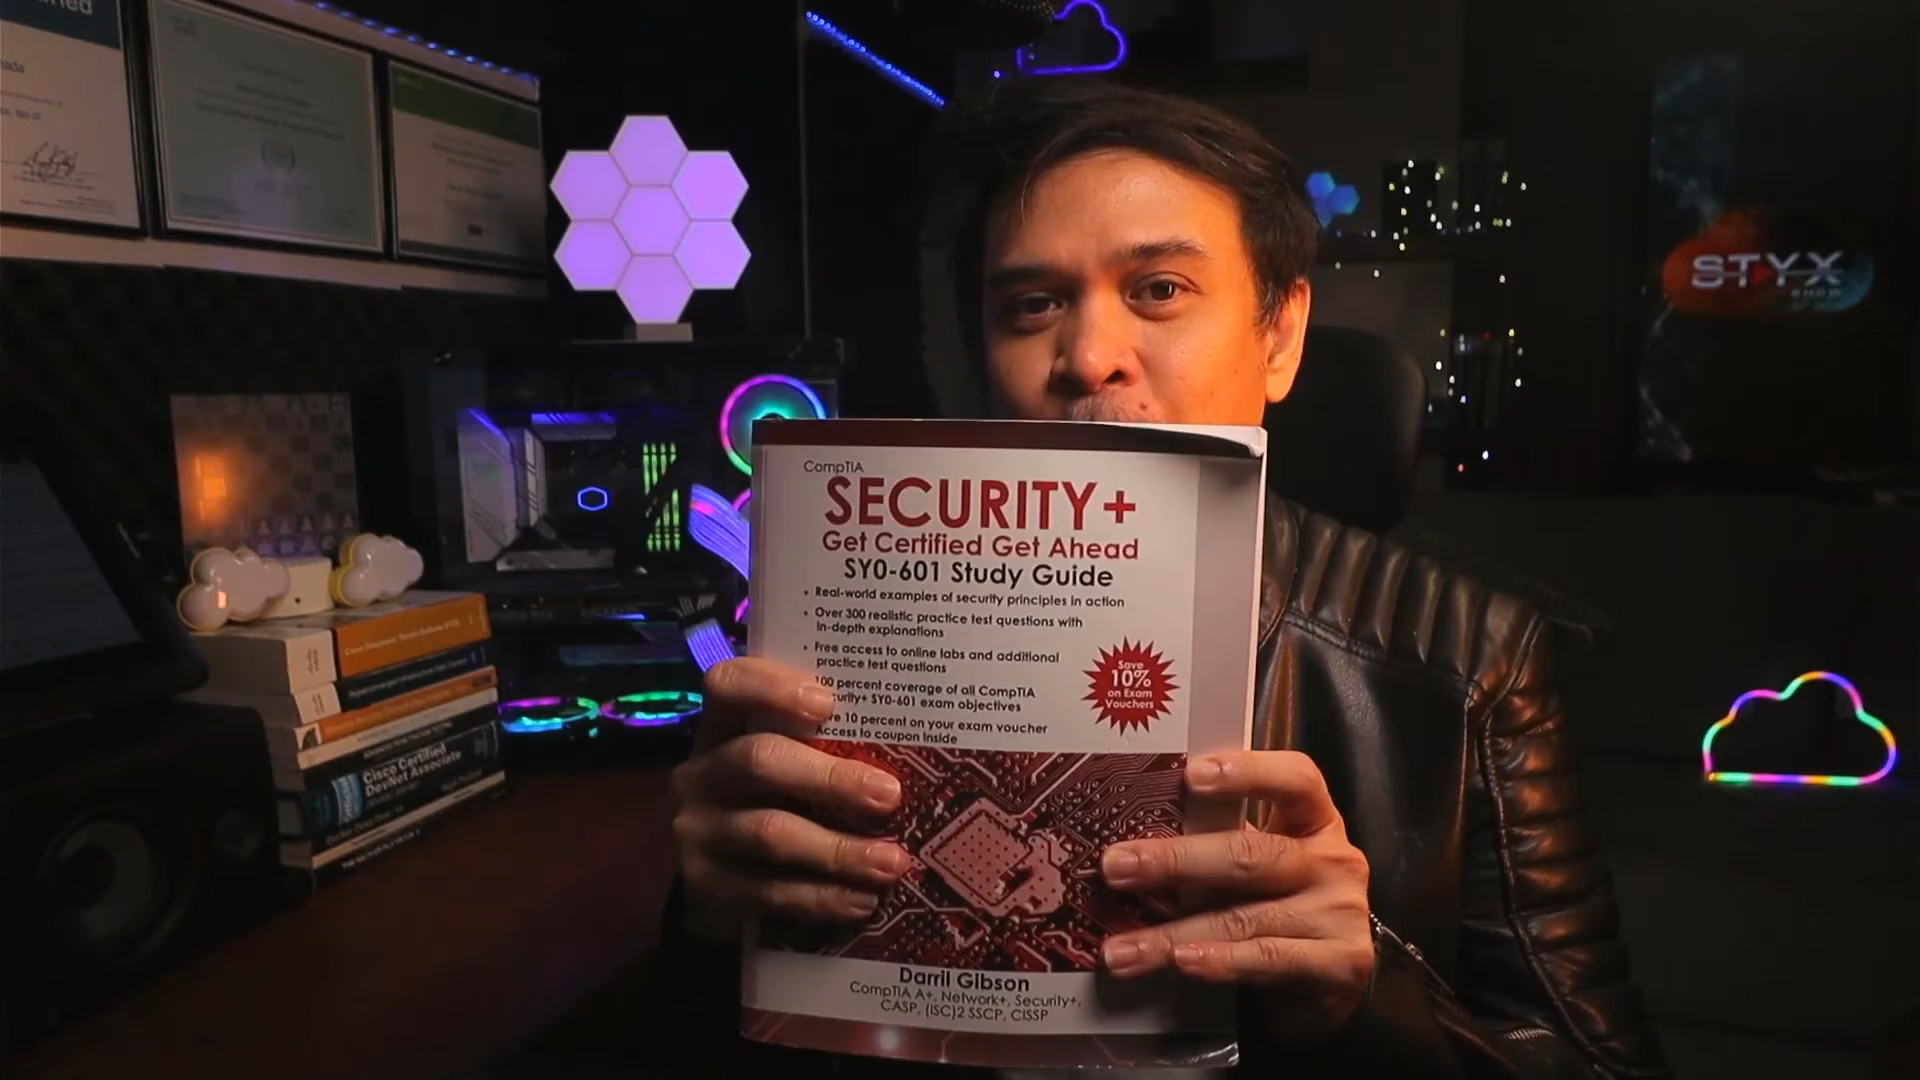 STYX
CompTIA
SECURITY+
Get Certified Get Ahead
SY0-601 Study Guide
• Real-world examples of security principles in action
• Over 300 realistic practice test questions with
in-depth explanations
• Free access to online labs and additional
practice test questions
100 percent coverage of all CompTIA
curity+ SY0-601 exam objectives
ve 10 percent on your exam voucher
Access to coupon inside
Save
10%
on Exam
Vouchers
Darril Gibson
CompTIA A+, Network+, Security+,
CASP, (ISC)2 SSCP, CISSP
Cisco Certified
DevNet Associate